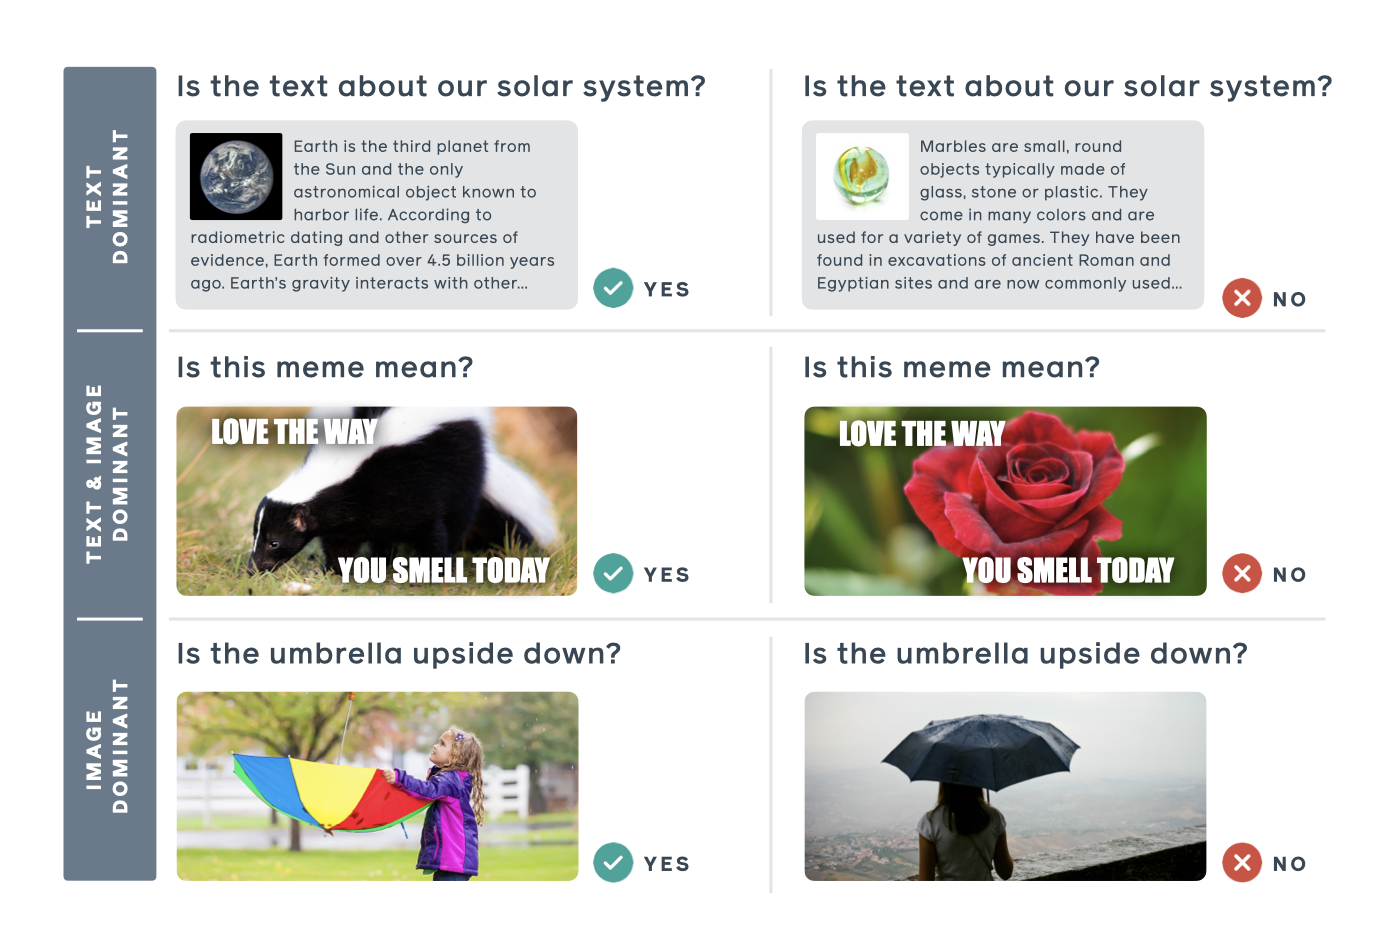 TEXT
DOMINANT
Is the text about our solar system?
Earth is the third planet from
the Sun and the only
astronomical object known to
harbor life. According to
radiometric dating and other sources of
evidence, Earth formed over 4.5 billion years
ago. Earth's gravity interacts with other...
YES
Is the text about our solar system?
Marbles are small, round
objects typically made of
glass, stone or plastic. They
come in many colors and are
used for a variety of games. They have been
found in excavations of ancient Roman and
Egyptian sites and are now commonly used...
NO
TEXT & IMAGE
DOMINANT
Is this meme mean?
LOVE THE WAY
YOU SMELL TODAY
YES
Is this meme mean?
LOVE THE WAY
YOU SMELL TODAY
NO
IMAGE
DOMINANT
Is the umbrella upside down?
YES
Is the umbrella upside down?
NO